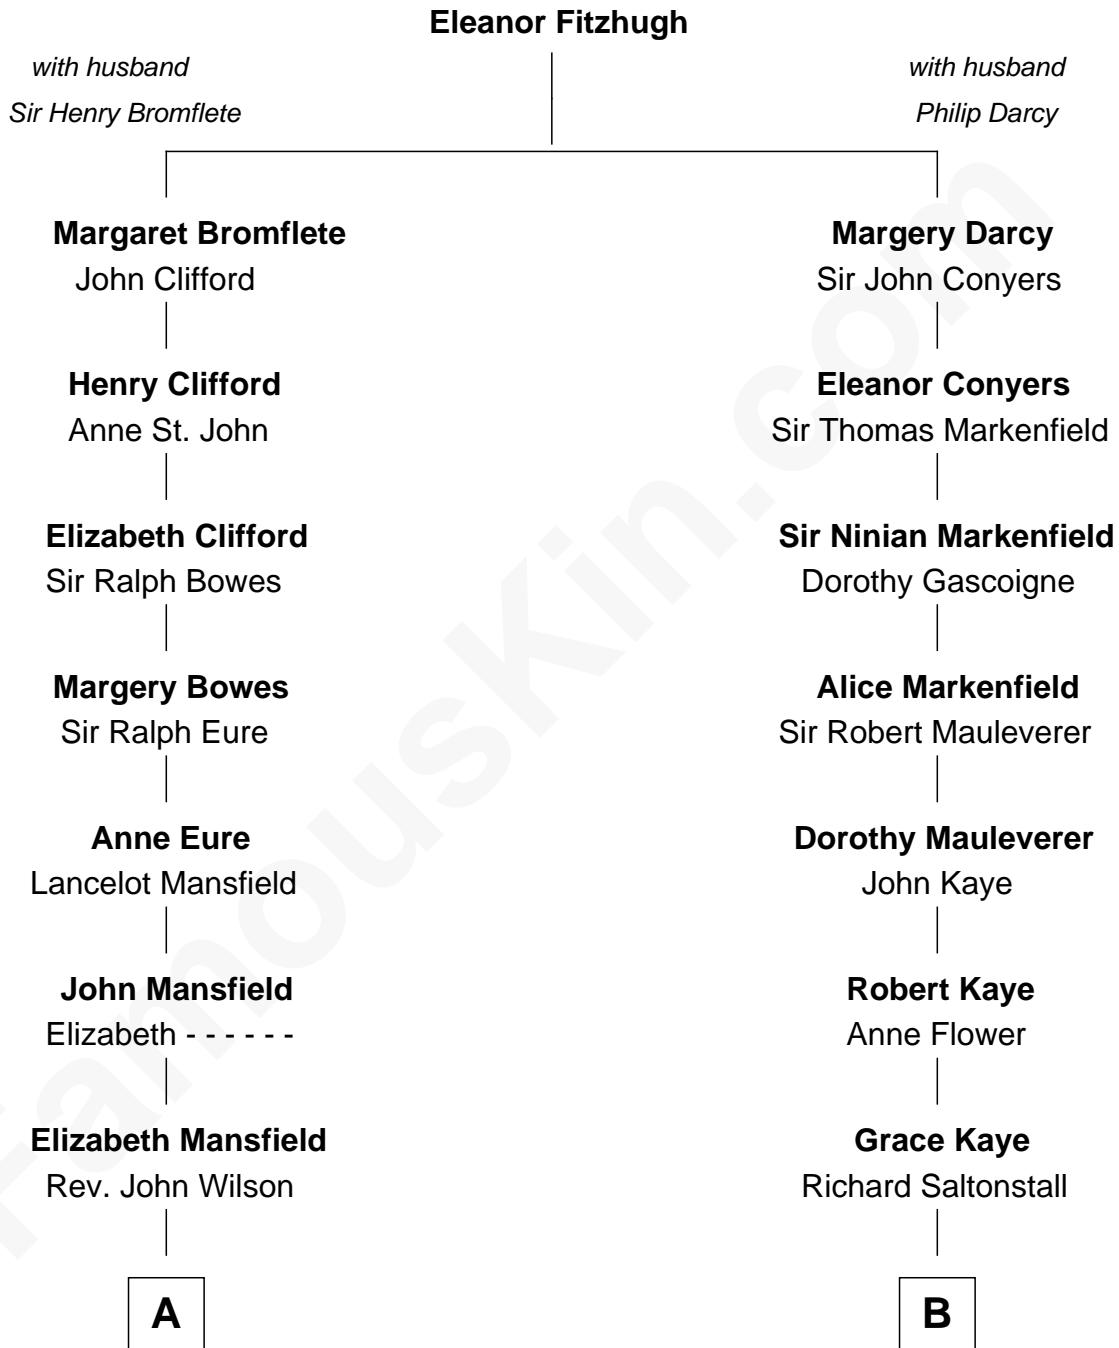 Eleanor Fitzhugh
with husband
Sir Henry Bromflete
with husband
Philip Darcy
Margaret Bromflete
John Clifford
Margery Darcy
Sir John Conyers
Henry Clifford
Anne St. John
Eleanor Conyers
Sir Thomas Markenfield
Elizabeth Clifford
Sir Ralph Bowes
Sir Ninian Markenfield
Dorothy Gascoigne
Margery Bowes
Sir Ralph Eure
Alice Markenfield
Sir Robert Mauleverer
Anne Eure
Lancelot Mansfield
Dorothy Mauleverer
John Kaye
John Mansfield
Elizabeth - - - - - -
Robert Kaye
Anne Flower
Elizabeth Mansfield
Rev. John Wilson
Grace Kaye
Richard Saltonstall
A
B
FamousKin.com